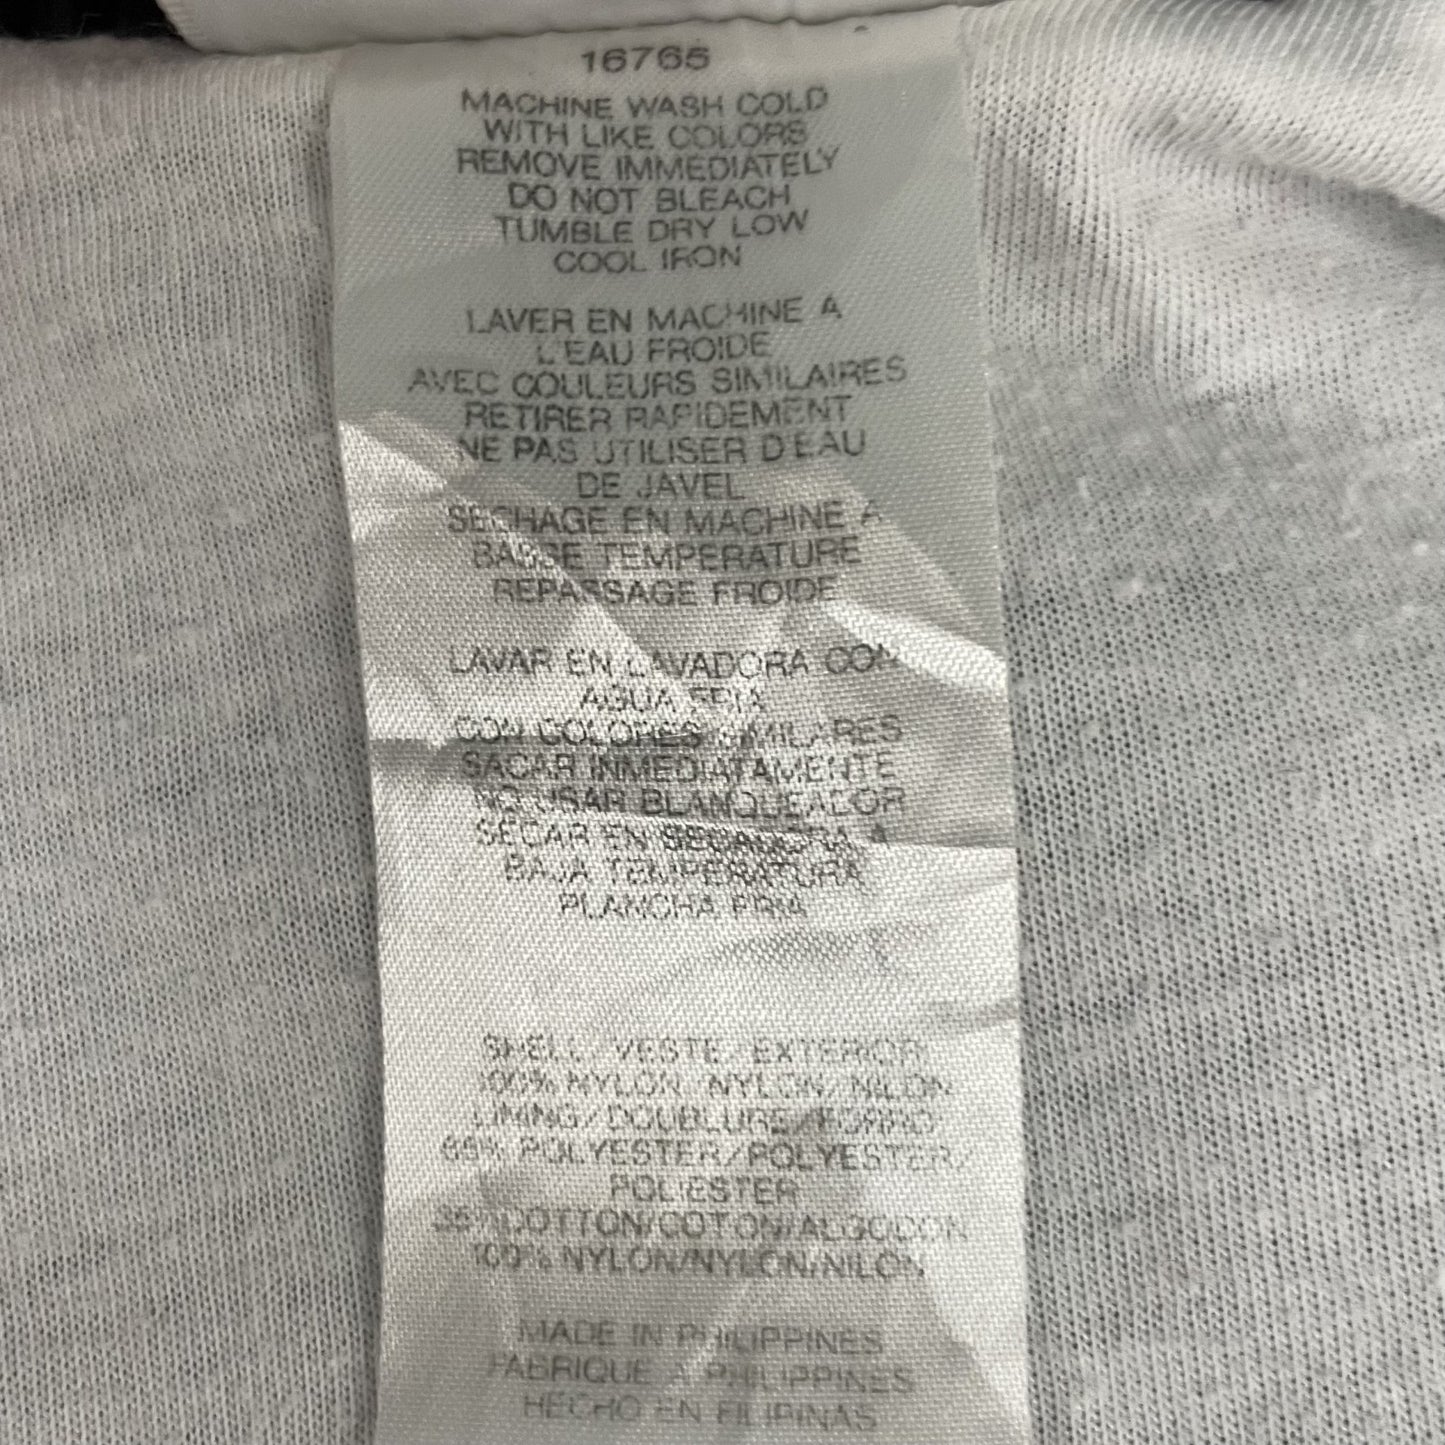 16765
MACHINE WASH COLD
WITH LIKE COLORS
REMOVE IMMEDIATELY
DO NOT BLEACH
TUMBLE DRY LOW
COOL IRON
LAVER EN MACHINE A
L'EAU FROIDE
AVEC COULEURS SIMILAIRES
RETIRER RAPIDEMENT
NE PAS UTILISER D'EAU
DE JAVEL
SECHAGE EN MACHINE A
BASSE TEMPERATURE
REPASSAGE FROIDE
LAVAR EN LAVADORA CON
AGUA FRIA
CON COLORES SIMILARES
SACAR INMEDIATAMENTE
NO USAR BLANQUEADOR
SECAR EN SECADORA A
BAJA TEMPERATURA
PLANCHA FRIA
SHELL/VESTE/EXTERIOR
100% NYLON/NYLON/NILON
LINING/DOUBLURE/FORRO
65% POLYESTER/POLYESTER/
POLIESTER
35% COTTON/COTON/ALGODON
100% NYLON/NYLON/NILON
MADE IN PHILIPPINES
FABRIQUE A PHILIPPINES
HECHO EN FILIPINAS